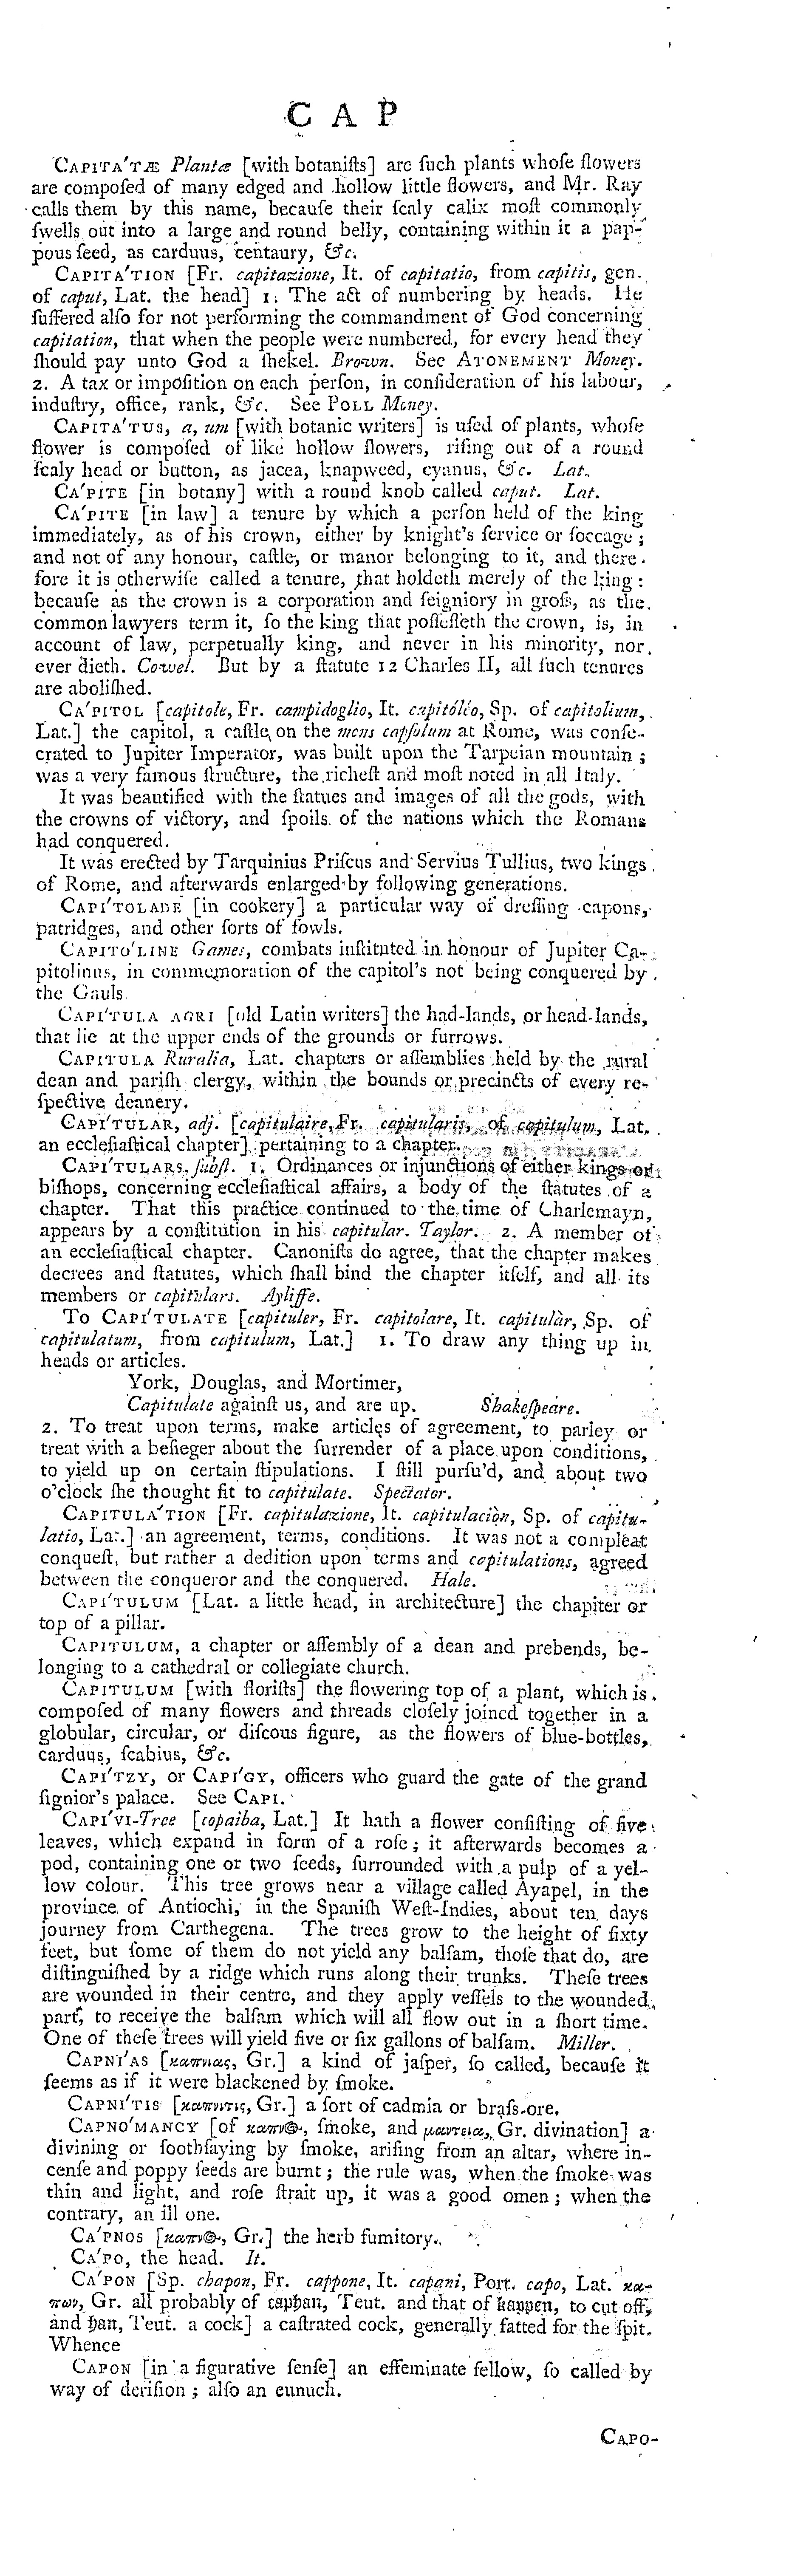 C A P
CAPITA′TÆ Plantæ [with botaniſts] are ſuch plants whoſe flowers
are compoſed of many edged and hollow little flowers, and Mr. Ray
calls them by this name, becauſe their ſcaly calix moſt commonly
ſwells out into a large and round belly, containing within it a pap-
pous ſeed, as carduus, centaury, &c.
CAPITA′TION [Fr. capitazione, It. of capitatio, from capitis, gen.
of caput, Lat. the head] 1. The act of numbering by heads. He
ſuffered alſo for not performing the commandment of God concerning
capitation, that when the people were numbered, for every head they
ſhould pay unto God a ſhekel. Brown. See ATONEMENT Money.
2. A tax or impoſition on each perſon, in conſideration of his labour,
induſtry, office, rank, &c. See POLL Money.
CAPITA′TUS, a, um [with botanic writers] is uſed of plants, whoſe
flower is compoſed of like hollow flowers, riſing out of a round
ſcaly head or button, as jacea, knapweed, cyanus, &c. Lat.
CA′PITE [in botany] with a round knob called caput. Lat.
CA′PITE [in law] a tenure by which a perſon held of the king
immediately, as of his crown, either by knight's ſervice or ſoccage;
and not of any honour, caſtle, or manor belonging to it, and there-
fore it is otherwiſe called a tenure, that holdeth merely of the king:
becauſe as the crown is a corporation and ſeigniory in groſs, as the
common lawyers term it, ſo the king that poſſeſſeth the crown, is, in
account of law, perpetually king, and never in his minority, nor
ever dieth. Cowel. But by a ſtatute 12 Charles II, all ſuch tenures
are aboliſhed.
CA′PITOL [capitole, Fr. campidoglio, It. capitólio, Sp. of capitolium,
Lat.] the capitol, a caſtle on the mons capſolum at Rome, was conſe-
crated to Jupiter Imperator, was built upon the Tarpeian mountain;
was a very famous ſtructure, the richeſt and moſt noted in all Italy.
It was beautified with the ſtatues and images of all the gods, with
the crowns of victory, and ſpoils of the nations which the Romans
had conquered.
It was erected by Tarquinius Priſcus and Servius Tullius, two kings
of Rome, and afterwards enlarged by following generations.
CAPI′TOLADE [in cookery] a particular way of dreſſing capons,
patridges, and other ſorts of fowls.
CAPITO′LINE Games, combats inſtituted in honour of Jupiter Ca-
pitolinus, in commemoration of the capitol's not being conquered by
the Gauls.
CAPI′TULA AGRI [old Latin writers] the had-lands, or head-lands,
that lie at the upper ends of the grounds or furrows.
CAPITULA Ruralia, Lat. chapters or aſſemblies held by the rural
dean and pariſh clergy, within the bounds or precincts of every re-
ſpective deanery.
CAPI′TULAR, adj. [capitulaire, Fr. capitularis, of capitulum, Lat.
an eccleſiaſtical chapter] pertaining to a chapter.
CAPI′TULARS. ſubſt. 1. Ordinances or injunctions of either kings or
biſhops, concerning eccleſiaſtical affairs, a body of the ſtatutes of a
chapter. That this practice continued to the time of Charlemayn,
appears by a conſtitution in his capitular. Taylor. 2. A member of
an eccleſiaſtical chapter. Canoniſts do agree, that the chapter makes
decrees and ſtatutes, which ſhall bind the chapter itſelf, and all its
members or capitulars. Ayliffe.
To CAPI′TULATE [capituler, Fr. capitolare, It. capitulàr, Sp. of
capitulatum, from capitulum, Lat.] 1. To draw any thing up in
heads or articles.
York, Douglas, and Mortimer,
Capitulate againſt us, and are up. Shakeſpeare.
2. To treat upon terms, make articles of agreement, to parley or
treat with a beſieger about the ſurrender of a place upon conditions,
to yield up on certain ſtipulations. I ſtill purſu'd, and about two
o'clock ſhe thought fit to capitulate. Spectator.
CAPITULA′TION [Fr. capitulazione, It. capitulaciòn, Sp. of capitu-
latio, Lat.] an agreement, terms, conditions. It was not a compleat
conqueſt, but rather a dedition upon terms and capitulations, agreed
between the conqueror and the conquered. Hale.
CAPI′TULUM [Lat. a little head, in architecture] the chapiter or
top of a pillar.
CAPITULUM, a chapter or aſſembly of a dean and prebends, be-
longing to a cathedral or collegiate church.
CAPITULUM [with floriſts] the flowering top of a plant, which is
compoſed of many flowers and threads cloſely joined together in a
globular, circular, or diſcous figure, as the flowers of blue-bottles,
carduus, ſcabius, &c.
CAPI′TZY, or CAPI′GY, officers who guard the gate of the grand
ſignior's palace. See CAPI.
CAPI′VI-Tree [copaiba, Lat.] It hath a flower conſiſting of five
leaves, which expand in form of a roſe; it afterwards becomes a
pod, containing one or two ſeeds, ſurrounded with a pulp of a yel-
low colour. This tree grows near a village called Ayapel, in the
province of Antiochi, in the Spaniſh Weſt-Indies, about ten days
journey from Carthegena. The trees grow to the height of ſixty
feet, but ſome of them do not yield any balſam, thoſe that do, are
diſtinguiſhed by a ridge which runs along their trunks. Theſe trees
are wounded in their centre, and they apply veſſels to the wounded
part, to receive the balſam which will all flow out in a ſhort time.
One of theſe trees will yield five or ſix gallons of balſam. Miller.
CAPNI′AS [καπνιας, Gr.] a kind of jaſper, ſo called, becauſe it
ſeems as if it were blackened by ſmoke.
CAPNI′TIS [καπνιτις, Gr.] a ſort of cadmia or braſs-ore.
CAPNO′MANCY [of καπνος, ſmoke, and μαντεια, Gr. divination] a
divining or ſoothſaying by ſmoke, ariſing from an altar, where in-
cenſe and poppy ſeeds are burnt; the rule was, when the ſmoke was
thin and light, and roſe ſtrait up, it was a good omen; when the
contrary, an ill one.
CA′PNOS [καπνος, Gr.] the herb fumitory.
CA′PO, the head. It.
CA′PON [Sp. chapon, Fr. cappone, It. capani, Port. capo, Lat. κα-
πων, Gr. all probably of caphan, Teut. and that of kappen, to cut off,
and han, Teut. a cock] a caſtrated cock, generally fatted for the ſpit.
Whence
CAPON [in a figurative ſenſe] an effeminate fellow, ſo called by
way of deriſion; alſo an eunuch.
CAPO-